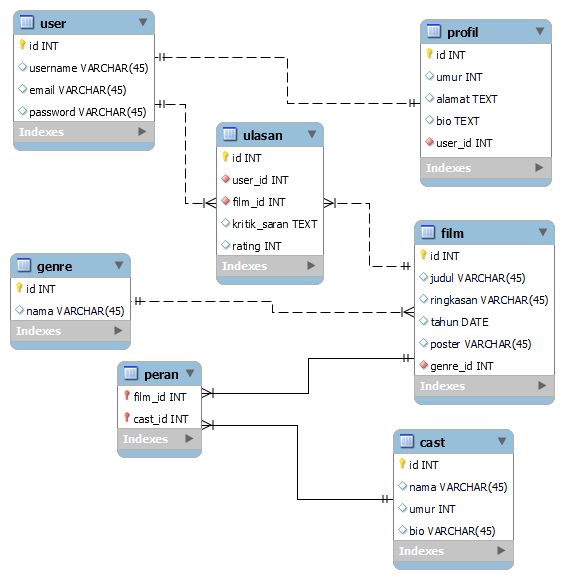 user
id INT
username VARCHAR(45)
email VARCHAR(45)
password VARCHAR(45)
Indexes
profil
id INT
umur INT
alamat TEXT
bio TEXT
user_id INT
Indexes
ulasan
id INT
user_id INT
film_id INT
kritik_saran TEXT
rating INT
Indexes
film
id INT
judul VARCHAR(45)
ringkasan VARCHAR(45)
tahun DATE
poster VARCHAR(45)
genre_id INT
Indexes
genre
id INT
nama VARCHAR(45)
Indexes
peran
film_id INT
cast_id INT
Indexes
cast
id INT
nama VARCHAR(45)
umur INT
bio VARCHAR(45)
Indexes